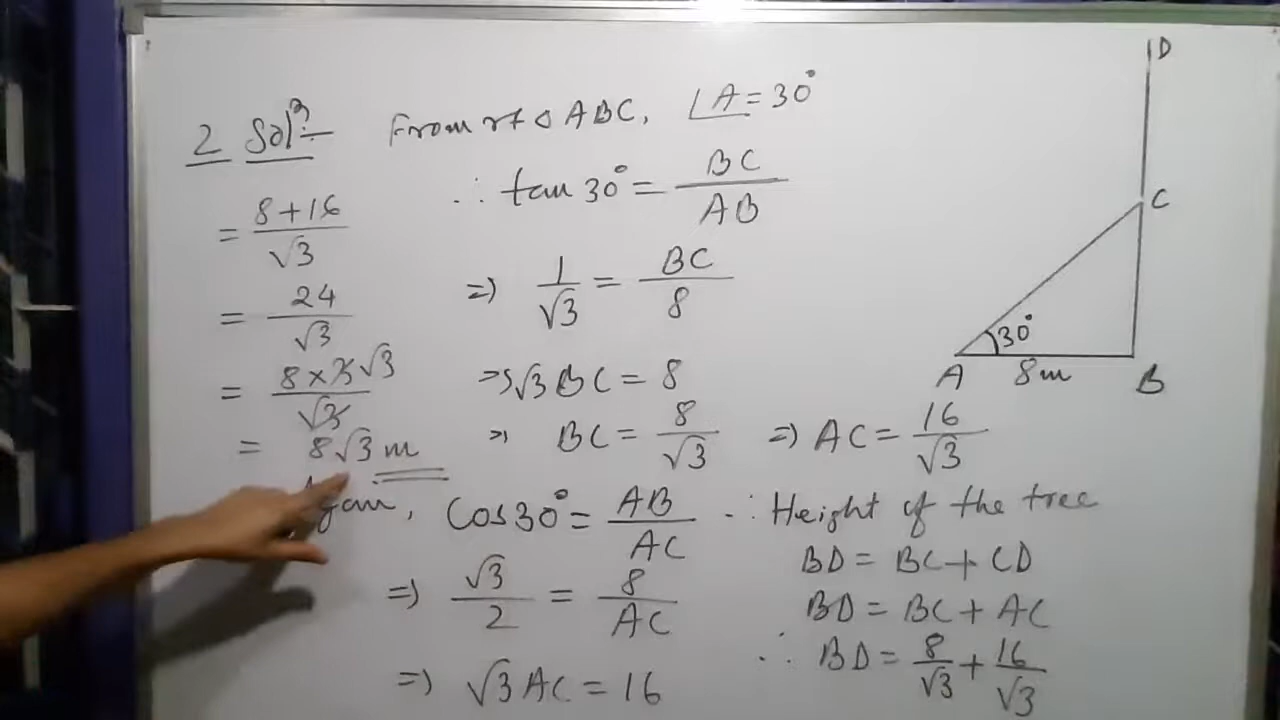 2 Solⁿ:- From rt △ ABC, ∠A = 30°
∴ tan 30° = BC / AB
=> 1/√3 = BC / 8
=> √3 BC = 8
=> BC = 8/√3
Again, Cos 30° = AB / AC
=> √3/2 = 8/AC
=> √3 AC = 16
=> AC = 16/√3
∴ Height of the tree
BD = BC + CD
BD = BC + AC
∴ BD = 8/√3 + 16/√3
= 8+16 / √3
= 24 / √3
= 8×√3√3 / √3
= 8√3 m
D
C
30°
A 8m B